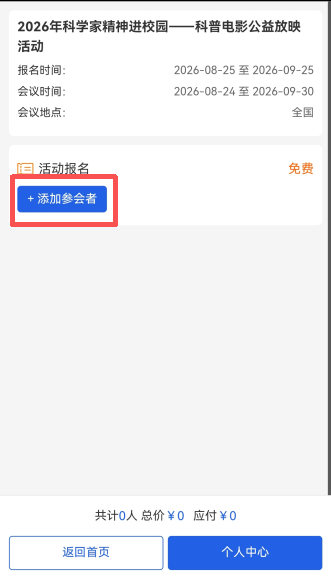 2026年科学家精神进校园——科普电影公益放映
活动
报名时间： 2026-08-25 至 2026-09-25
会议时间： 2026-08-24 至 2026-09-30
会议地点： 全国
活动报名 免费
+ 添加参会者
共计0人 总价￥0 应付￥0
返回首页 个人中心